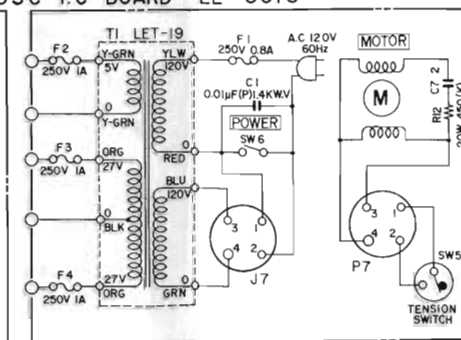 P.C BOARD
F2
250V 1A
T1 LET-19
Y-GRN
5V
YLW
120V
F1
250V 0.8A
A.C 120V
60Hz
MOTOR
C1
0.01μF(P)1.4KW.V
C7 2
R12
20W
M
0
Y-GRN
POWER
SW6
F3
250V 1A
ORG
27V
0
RED
BLU
120V
0
BLK
3 1
4 2
J7
3 1
4 2
P7
SW5
F4
250V 1A
27V
ORG
0
GRN
TENSION
SWITCH